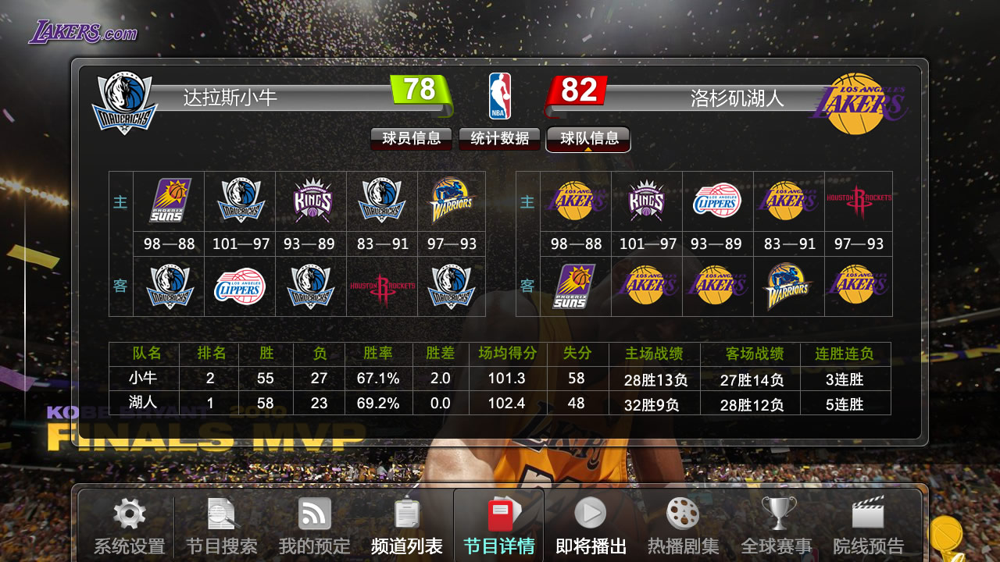 LAKERS.com
达拉斯小牛 78 NBA 82 洛杉矶湖人
MAVERICKS
LOS ANGELES LAKERS
球员信息 统计数据 球队信息
主 PHOENIX SUNS MAVERICKS KINGS MAVERICKS WARRIORS
98—88 101—97 93—89 83—91 97—93
客 MAVERICKS LOS ANGELES CLIPPERS MAVERICKS HOUSTON ROCKETS MAVERICKS
主 LOS ANGELES LAKERS KINGS LOS ANGELES CLIPPERS LOS ANGELES LAKERS HOUSTON ROCKETS
98—88 101—97 93—89 83—91 97—93
客 PHOENIX SUNS LOS ANGELES LAKERS LOS ANGELES LAKERS WARRIORS LOS ANGELES LAKERS
队名 排名 胜 负 胜率 胜差 场均得分 失分 主场战绩 客场战绩 连胜连负
小牛 2 55 27 67.1% 2.0 101.3 58 28胜13负 27胜14负 3连胜
湖人 1 58 23 69.2% 0.0 102.4 48 32胜9负 28胜12负 5连胜
KOBE BRYANT 2010
FINALS MVP
系统设置 节目搜索 我的预定 频道列表 节目详情 即将播出 热播剧集 全球赛事 院线预告